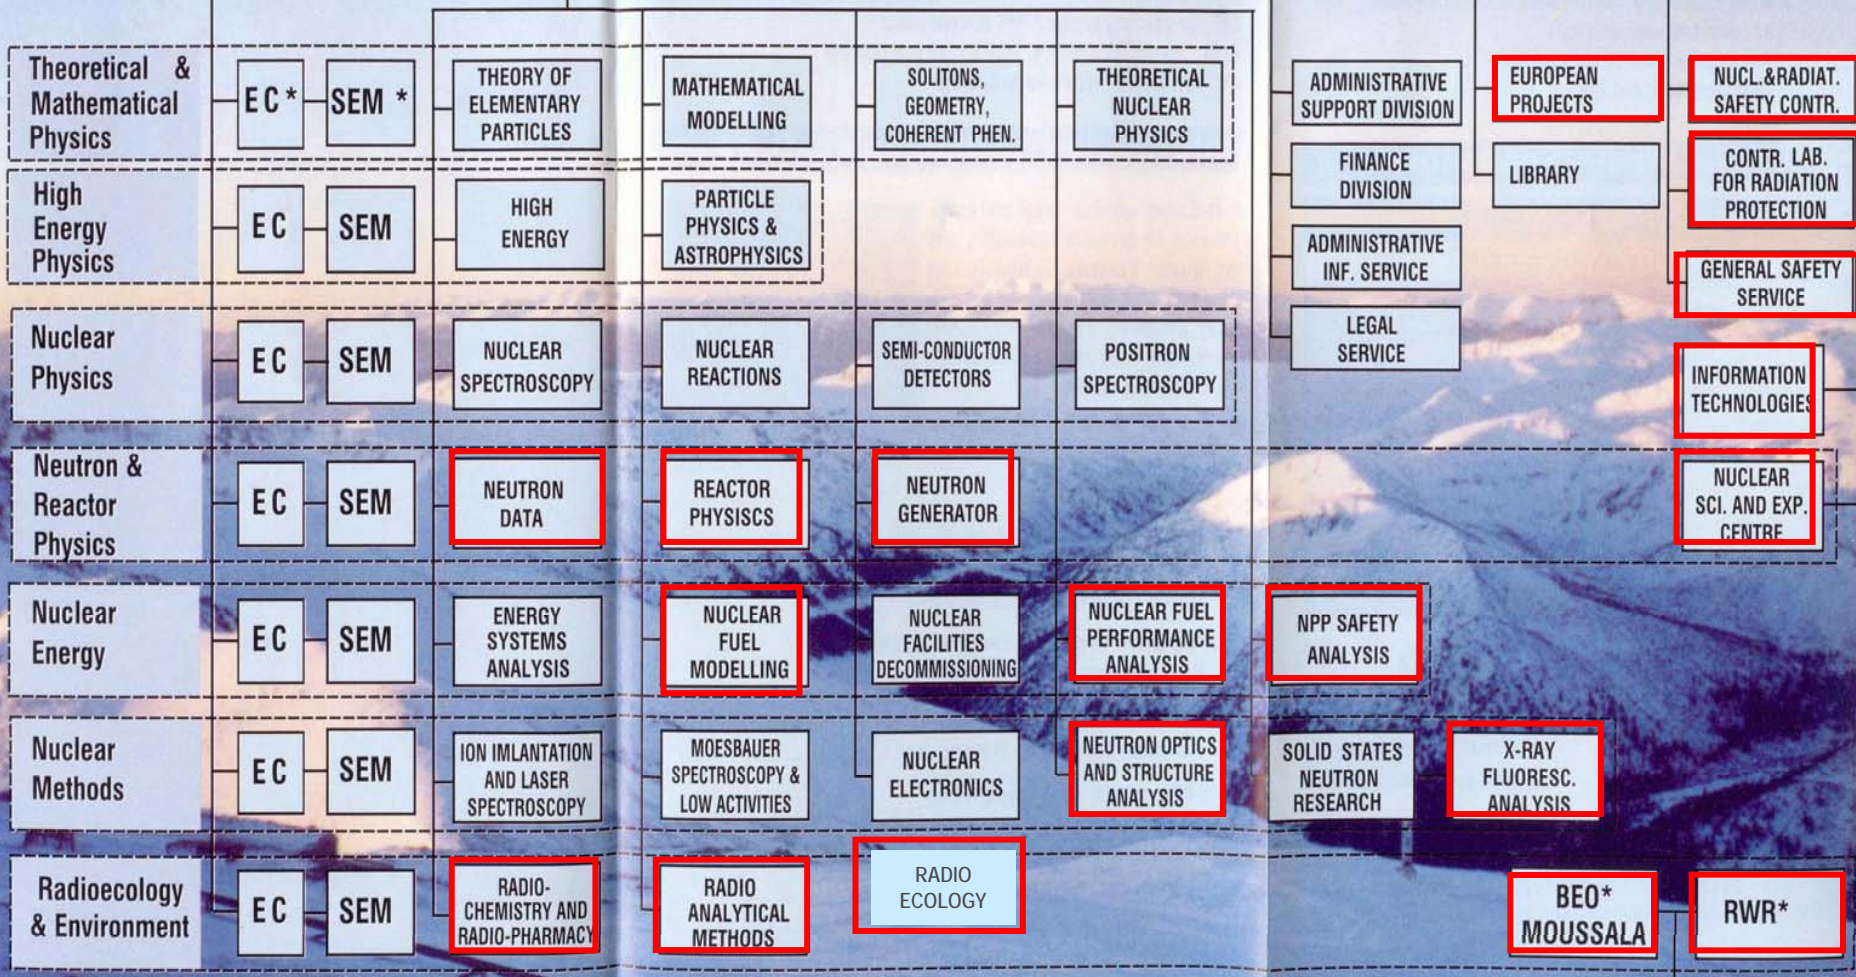 Theoretical &
Mathematical
Physics
EC*
SEM *
THEORY OF
ELEMENTARY
PARTICLES
MATHEMATICAL
MODELLING
SOLITONS,
GEOMETRY,
COHERENT PHEN.
THEORETICAL
NUCLEAR
PHYSICS
ADMINISTRATIVE
SUPPORT DIVISION
EUROPEAN
PROJECTS
NUCL.&RADIAT.
SAFETY CONTR.
FINANCE
DIVISION
LIBRARY
CONTR. LAB.
FOR RADIATION
PROTECTION
High
Energy
Physics
EC
SEM
HIGH
ENERGY
PARTICLE
PHYSICS &
ASTROPHYSICS
ADMINISTRATIVE
INF. SERVICE
GENERAL SAFETY
SERVICE
Nuclear
Physics
EC
SEM
NUCLEAR
SPECTROSCOPY
NUCLEAR
REACTIONS
SEMI-CONDUCTOR
DETECTORS
POSITRON
SPECTROSCOPY
LEGAL
SERVICE
INFORMATION
TECHNOLOGIES
Neutron &
Reactor
Physics
EC
SEM
NEUTRON
DATA
REACTOR
PHYSISCS
NEUTRON
GENERATOR
NUCLEAR
SCI. AND EXP.
CENTRE
Nuclear
Energy
EC
SEM
ENERGY
SYSTEMS
ANALYSIS
NUCLEAR
FUEL
MODELLING
NUCLEAR
FACILITIES
DECOMMISSIONING
NUCLEAR FUEL
PERFORMANCE
ANALYSIS
NPP SAFETY
ANALYSIS
Nuclear
Methods
EC
SEM
ION IMLANTATION
AND LASER
SPECTROSCOPY
MOESBAUER
SPECTROSCOPY &
LOW ACTIVITIES
NUCLEAR
ELECTRONICS
NEUTRON OPTICS
AND STRUCTURE
ANALYSIS
SOLID STATES
NEUTRON
RESEARCH
X-RAY
FLUORESC.
ANALYSIS
Radioecology
& Environment
EC
SEM
RADIO-
CHEMISTRY AND
RADIO-PHARMACY
RADIO
ANALYTICAL
METHODS
RADIO
ECOLOGY
BEO*
MOUSSALA
RWR*